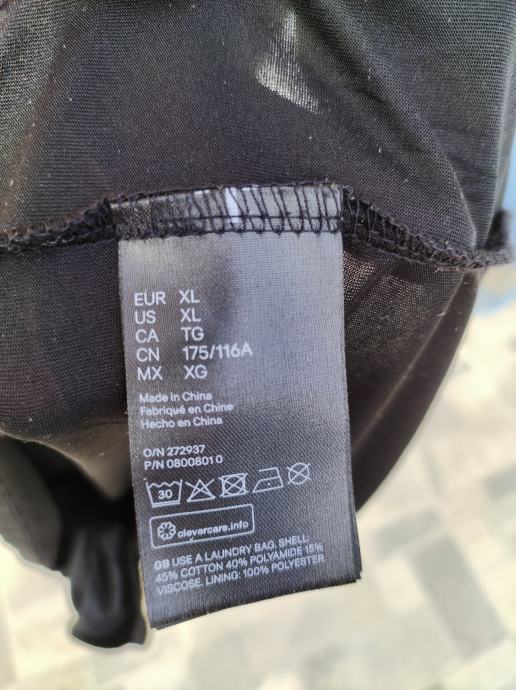 EUR XL
US XL
CA TG
CN 175/116A
MX XG
Made in China
Fabriqué en Chine
Hecho en China
O/N 272937
P/N 0800801 0
30
clevercare.info
GB USE A LAUNDRY BAG. SHELL:
45% COTTON 40% POLYAMIDE 15%
VISCOSE. LINING: 100% POLYESTER